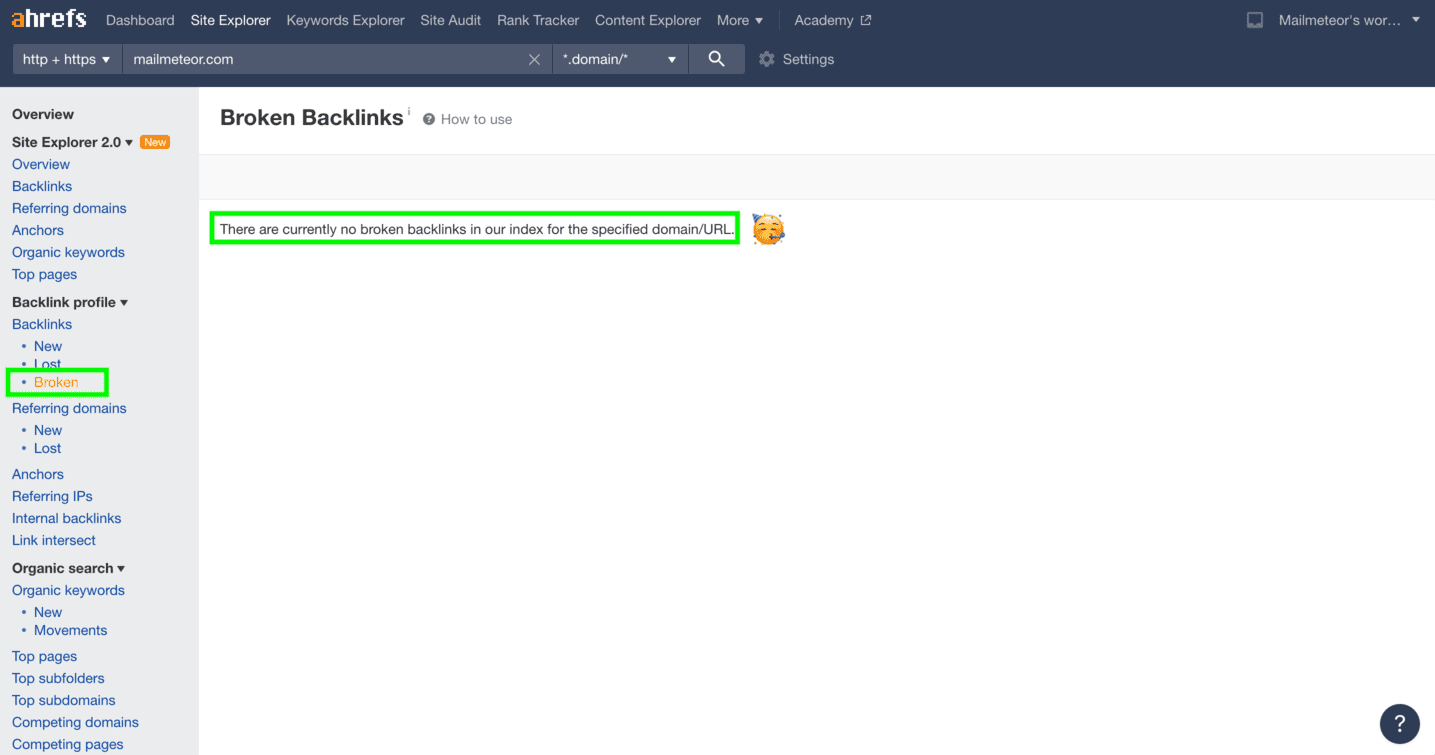 ahrefs Dashboard Site Explorer Keywords Explorer Site Audit Rank Tracker Content Explorer More Academy Mailmeteor's wor...
http + https mailmeteor.com *.domain/* Settings
Broken Backlinks i ? How to use
There are currently no broken backlinks in our index for the specified domain/URL.
Overview
Site Explorer 2.0 New
Overview
Backlinks
Referring domains
Anchors
Organic keywords
Top pages
Backlink profile
Backlinks
• New
• Lost
• Broken
Referring domains
• New
• Lost
Anchors
Referring IPs
Internal backlinks
Link intersect
Organic search
Organic keywords
• New
• Movements
Top pages
Top subfolders
Top subdomains
Competing domains
Competing pages
?